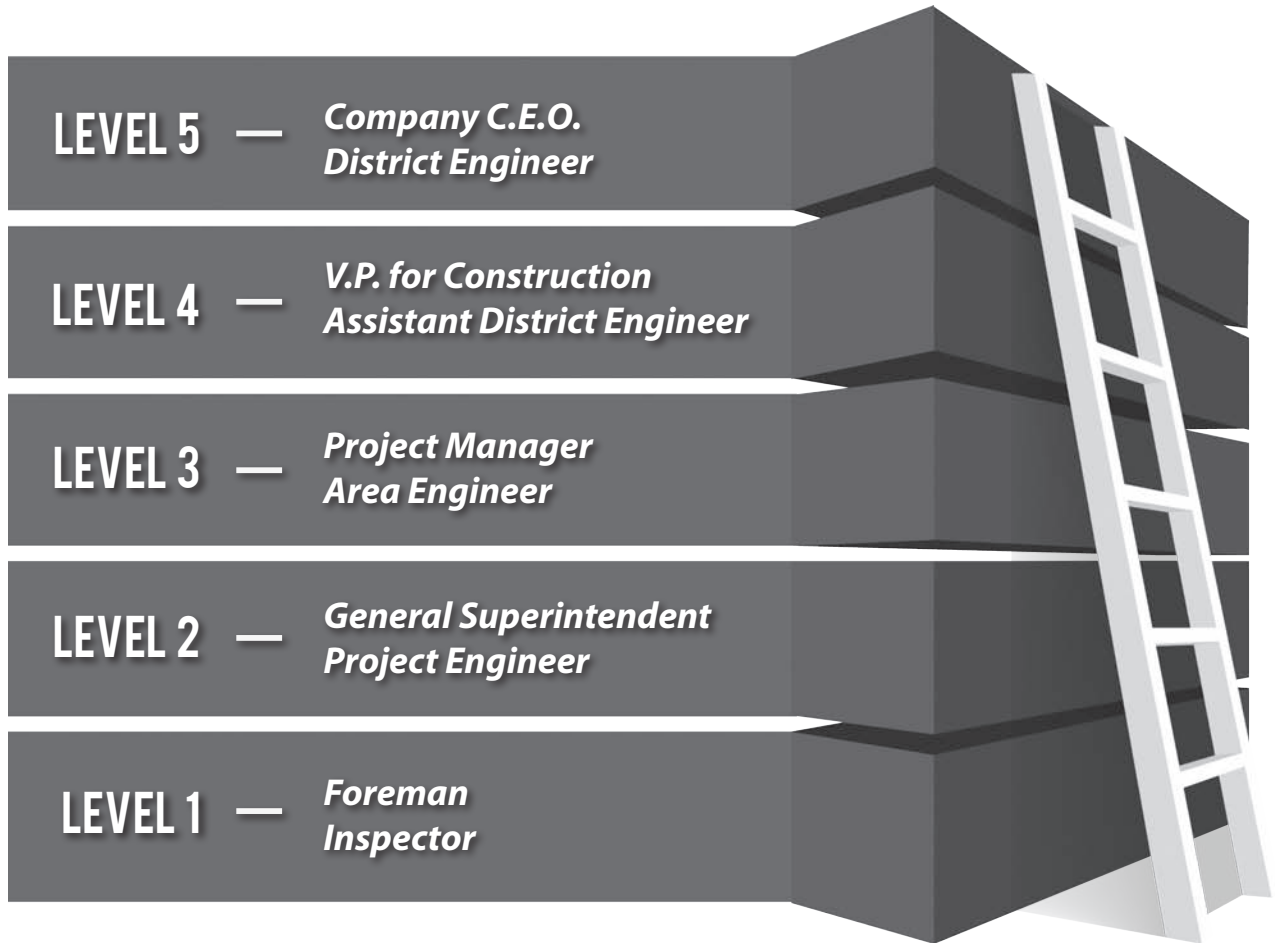 LEVEL 5 — Company C.E.O.
District Engineer
LEVEL 4 — V.P. for Construction
Assistant District Engineer
LEVEL 3 — Project Manager
Area Engineer
LEVEL 2 — General Superintendent
Project Engineer
LEVEL 1 — Foreman
Inspector